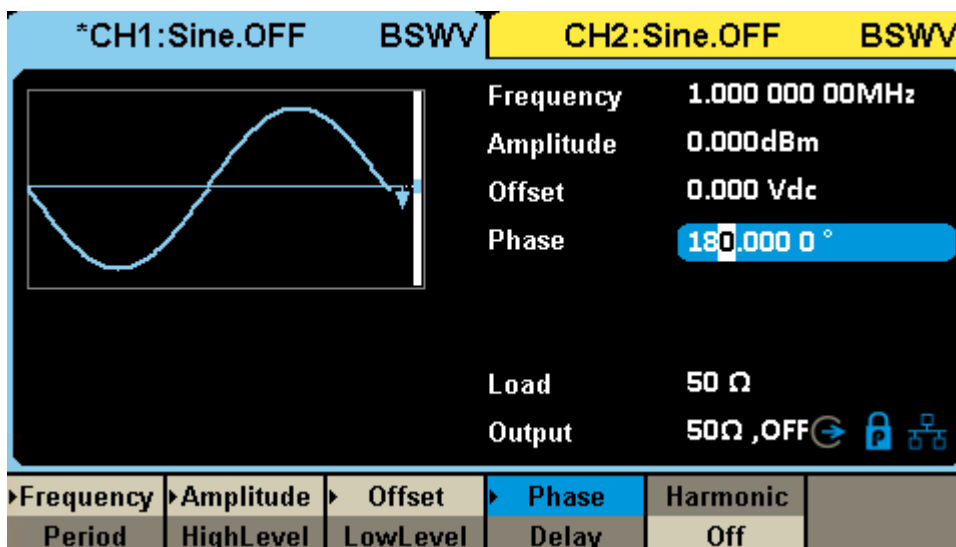 *CH1:Sine.OFF BSWV CH2:Sine.OFF BSWV
Frequency 1.000 000 00MHz
Amplitude 0.000dBm
Offset 0.000 Vdc
Phase 180.000 0 °
Load 50 Ω
Output 50Ω ,OFF P
Frequency Amplitude Offset Phase Harmonic
Period HighLevel LowLevel Delay Off